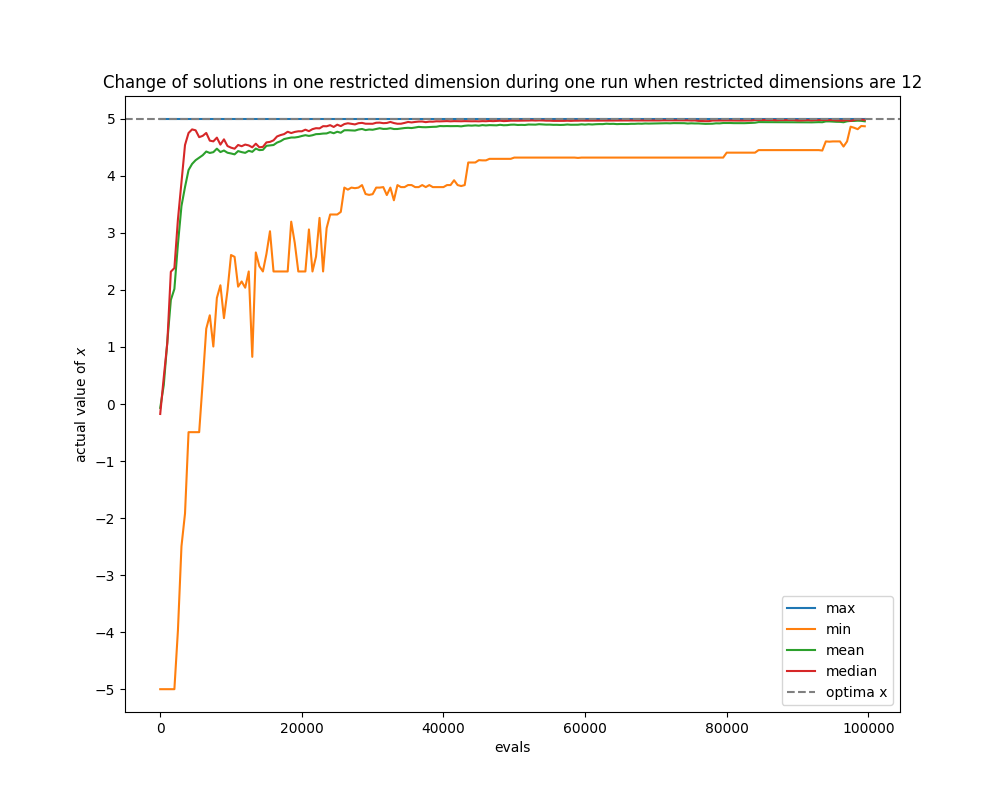 Change of solutions in one restricted dimension during one run when restricted dimensions are 12
actual value of x
5
4
3
2
1
0
−1
−2
−3
−4
−5
0
20000
40000
60000
80000
100000
evals
max
min
mean
median
optima x